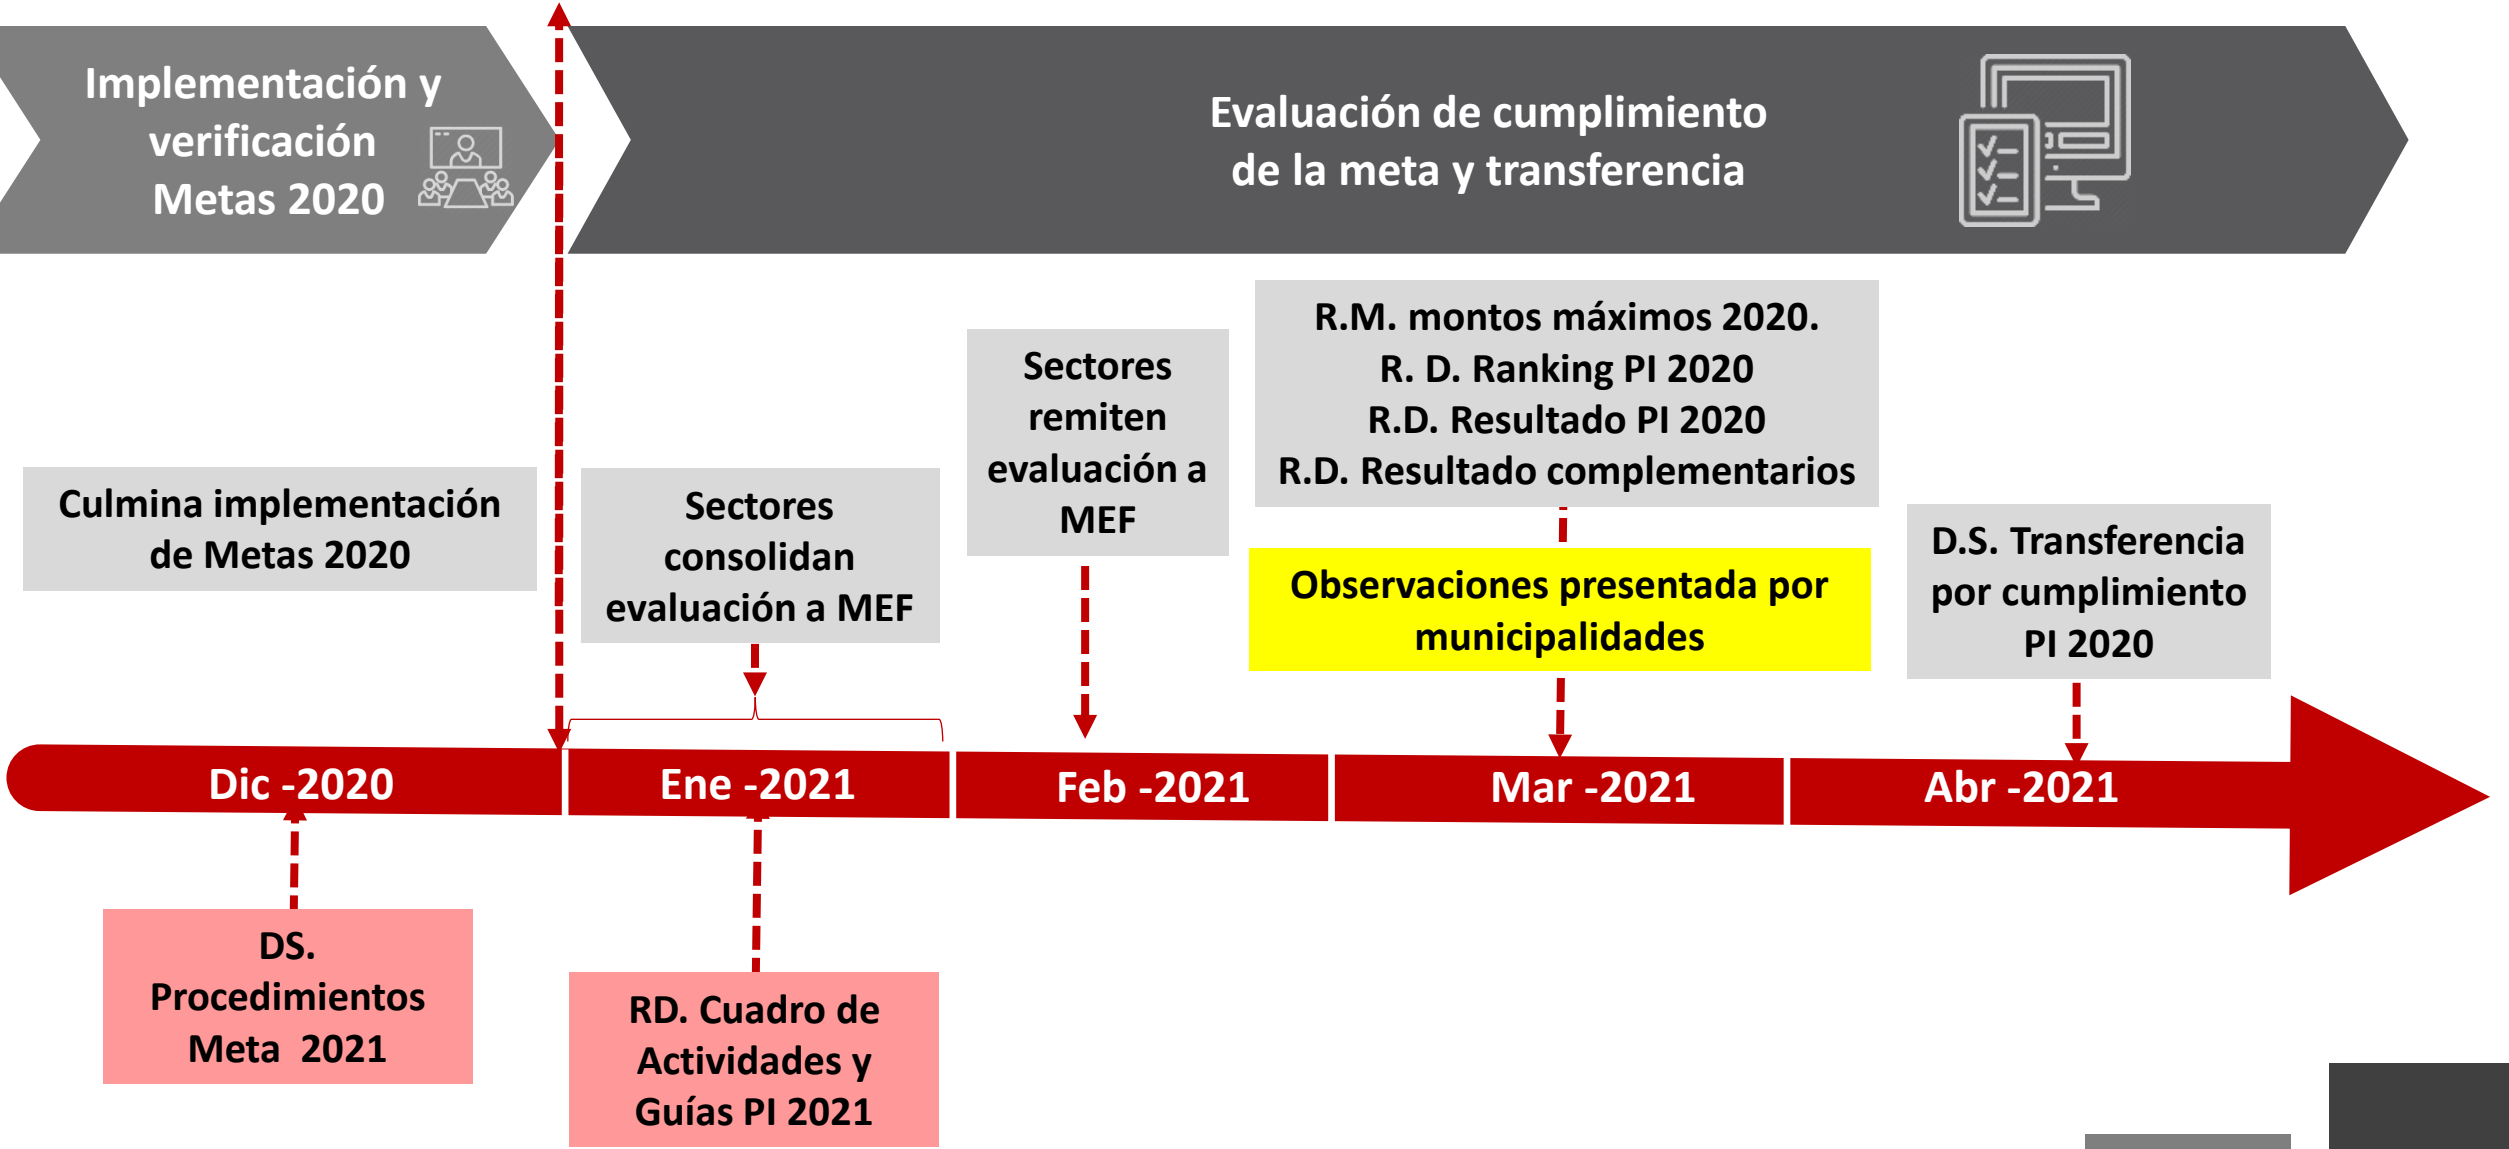 Implementación y
verificación
Metas 2020
Evaluación de cumplimiento
de la meta y transferencia
Culmina implementación
de Metas 2020
Sectores
consolidan
evaluación a MEF
Sectores
remiten
evaluación a
MEF
R.M. montos máximos 2020.
R. D. Ranking PI 2020
R.D. Resultado PI 2020
R.D. Resultado complementarios
Observaciones presentada por
municipalidades
D.S. Transferencia
por cumplimiento
PI 2020
Dic -2020
Ene -2021
Feb -2021
Mar -2021
Abr -2021
DS.
Procedimientos
Meta  2021
RD. Cuadro de
Actividades y
Guías PI 2021